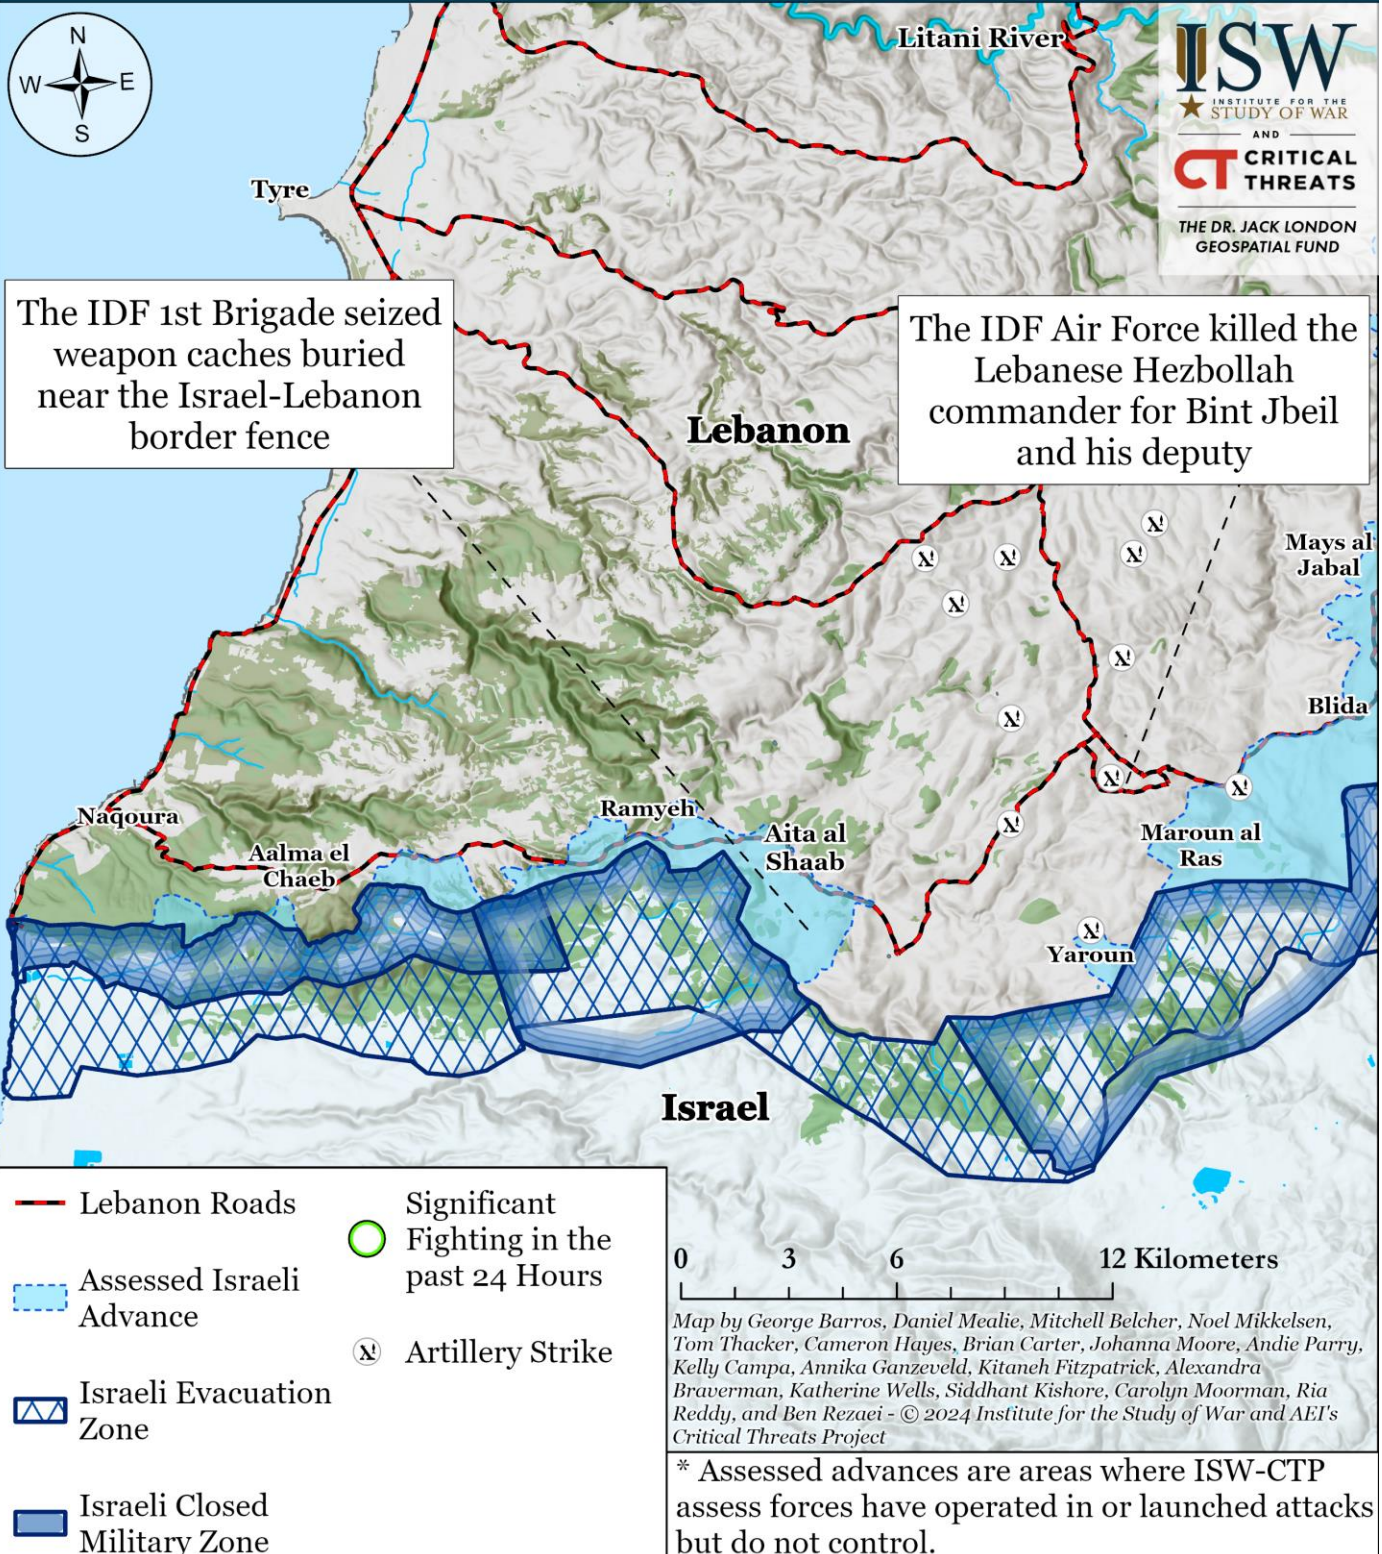 N
W
E
S
Litani River
ISW
INSTITUTE FOR THE
STUDY OF WAR
AND
CT CRITICAL
THREATS
THE DR. JACK LONDON
GEOSPATIAL FUND
Tyre
The IDF 1st Brigade seized
weapon caches buried
near the Israel-Lebanon
border fence
The IDF Air Force killed the
Lebanese Hezbollah
commander for Bint Jbeil
and his deputy
Lebanon
Mays al
Jabal
Blida
Naqoura
Ramyeh
Aalma el
Chaeb
Aita al
Shaab
Maroun al
Ras
Yaroun
Israel
Lebanon Roads
Assessed Israeli
Advance
Israeli Evacuation
Zone
Israeli Closed
Military Zone
Significant
Fighting in the
past 24 Hours
Artillery Strike
0 3 6 12 Kilometers
Map by George Barros, Daniel Mealie, Mitchell Belcher, Noel Mikkelsen,
Tom Thacker, Cameron Hayes, Brian Carter, Johanna Moore, Andie Parry,
Kelly Campa, Annika Ganzeveld, Kitaneh Fitzpatrick, Alexandra
Braverman, Katherine Wells, Siddhant Kishore, Carolyn Moorman, Ria
Reddy, and Ben Rezaei - © 2024 Institute for the Study of War and AEI's
Critical Threats Project
* Assessed advances are areas where ISW-CTP
assess forces have operated in or launched attacks
but do not control.